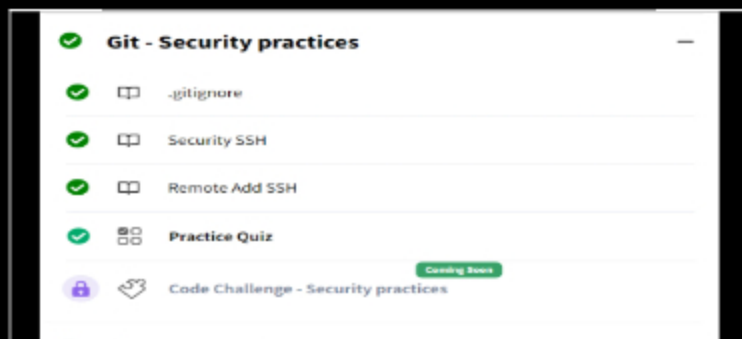 Git - Security practices
.gitignore
Security SSH
Remote Add SSH
Practice Quiz
Coming Soon
Code Challenge - Security practices